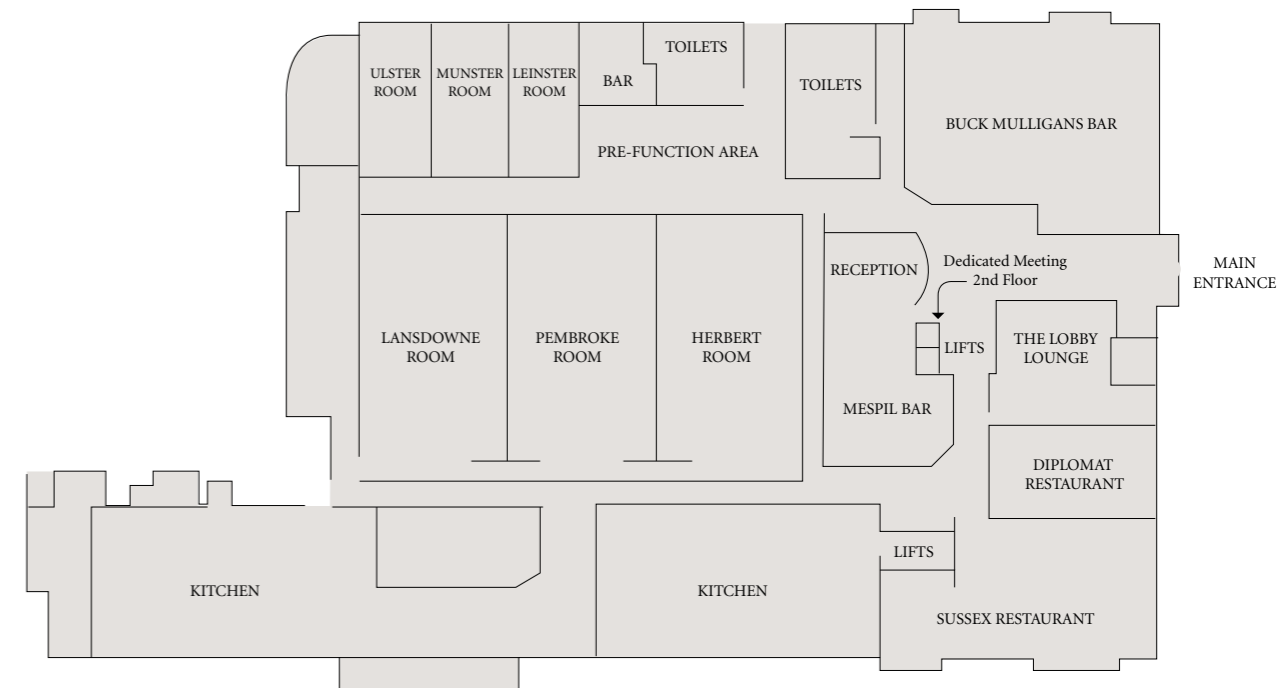 TOILETS
ULSTER
ROOM
MUNSTER
ROOM
LEINSTER
ROOM
BAR
TOILETS
BUCK MULLIGANS BAR
PRE-FUNCTION AREA
RECEPTION
Dedicated Meeting
2nd Floor
MAIN
ENTRANCE
LANSDOWNE
ROOM
PEMBROKE
ROOM
HERBERT
ROOM
LIFTS
THE LOBBY
LOUNGE
MESPIL BAR
DIPLOMAT
RESTAURANT
LIFTS
KITCHEN
KITCHEN
SUSSEX RESTAURANT